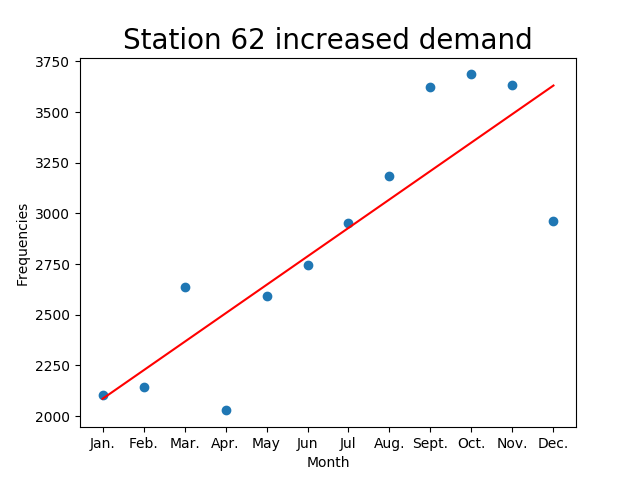 Station 62 increased demand
3750
3500
3250
3000
2750
2500
2250
2000
Frequencies
Jan. Feb. Mar. Apr. May Jun Jul Aug. Sept. Oct. Nov. Dec.
Month